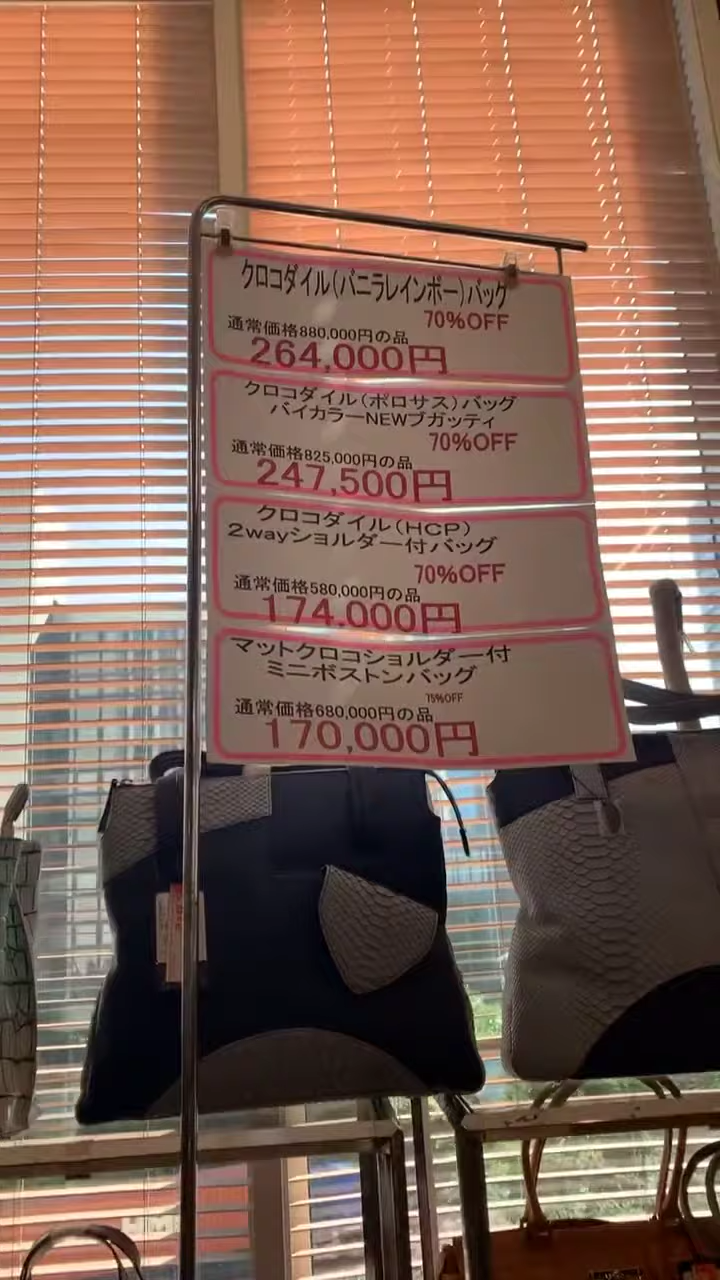 クロコダイル(バニラレインボー)バッグ
70%OFF
通常価格880,000円の品
264,000円
クロコダイル(ポロサス)バッグ
バイカラーNEWブガッティ
70%OFF
通常価格825,000円の品
247,500円
クロコダイル(HCP)
2wayショルダー付バッグ
70%OFF
通常価格580,000円の品
174,000円
マットクロコショルダー付
ミニボストンバッグ
75%OFF
通常価格680,000円の品
170,000円